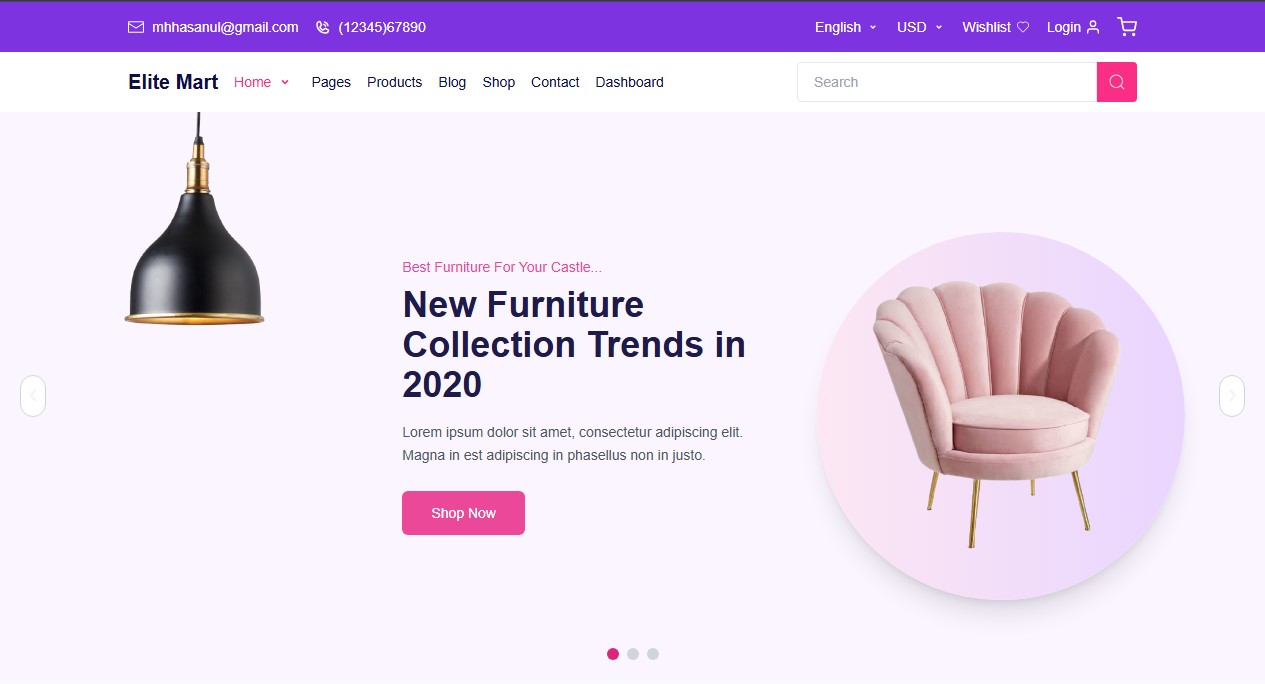 mhhasanul@gmail.com (12345)67890 English USD Wishlist Login
Elite Mart Home Pages Products Blog Shop Contact Dashboard Search
Best Furniture For Your Castle...
New Furniture
Collection Trends in
2020
Lorem ipsum dolor sit amet, consectetur adipiscing elit.
Magna in est adipiscing in phasellus non in justo.
Shop Now